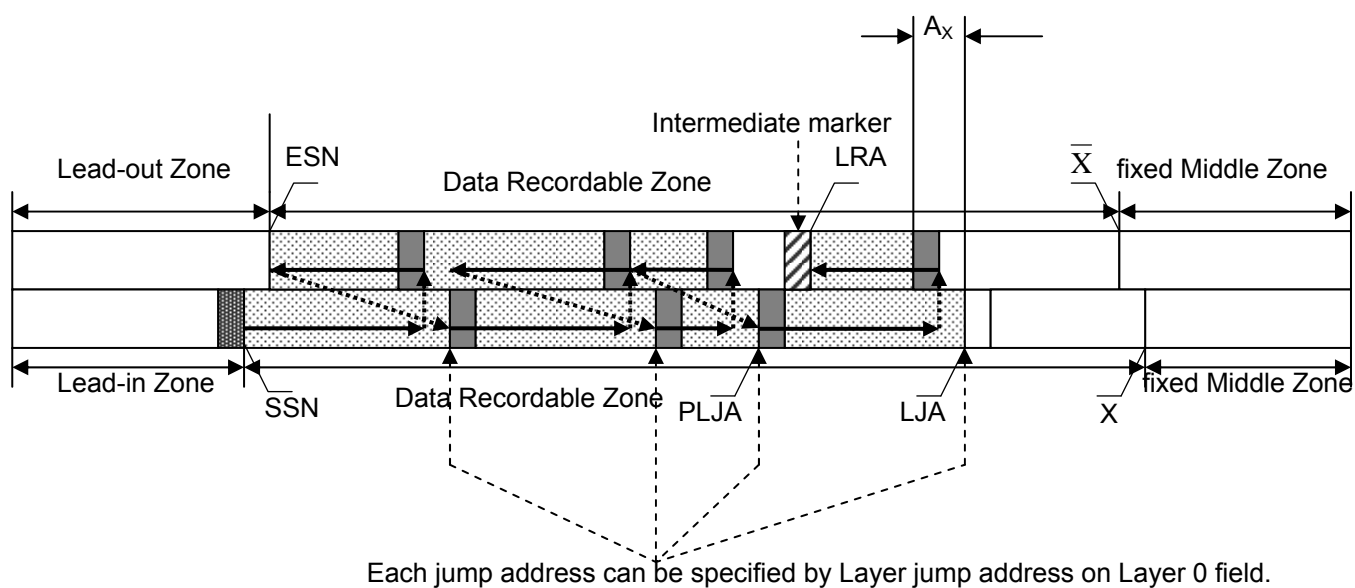 Aₓ
Intermediate marker
ESN
LRA
X̅
Lead-out Zone
Data Recordable Zone
fixed Middle Zone
Lead-in Zone
SSN
Data Recordable Zone
PLJA
LJA
X
fixed Middle Zone
Each jump address can be specified by Layer jump address on Layer 0 field.